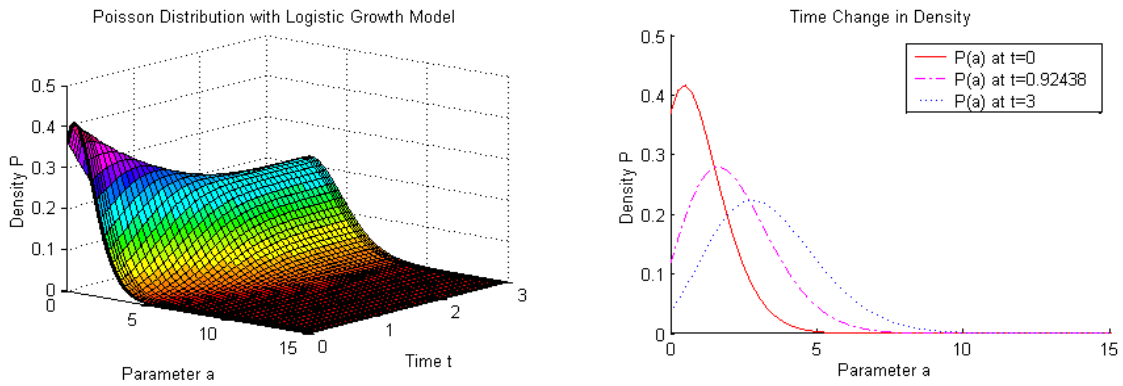 Poisson Distribution with Logistic Growth Model
0.5
0.4
0.3
0.2
0.1
0
Density P
0
5
10
15
Parameter a
0
1
2
3
Time t
Time Change in Density
0.5
0.4
0.3
0.2
0.1
0
Density P
P(a) at t=0
P(a) at t=0.92438
P(a) at t=3
0
5
10
15
Parameter a